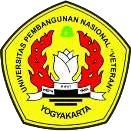 UNIVERSITAS PEMBANGUNAN NASIONAL "VETERAN"
YOGYAKARTA